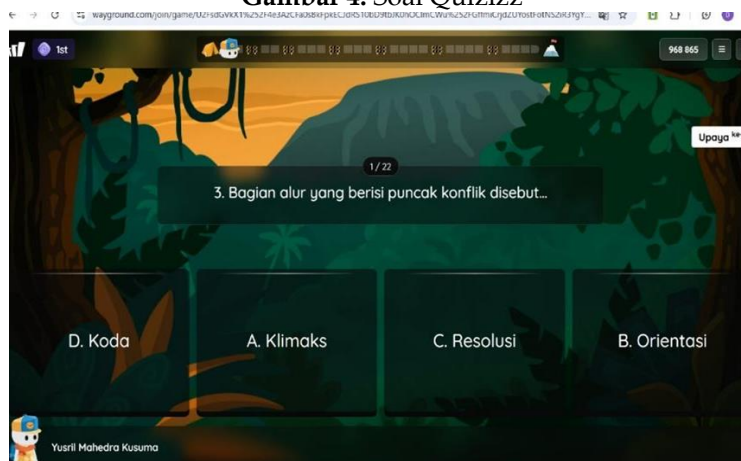 Gambar 4. Soal Quizizz
1st
968 865
Upaya ke-
1/22
3. Bagian alur yang berisi puncak konflik disebut...
D. Koda
A. Klimaks
C. Resolusi
B. Orientasi
Yusril Mahedra Kusuma